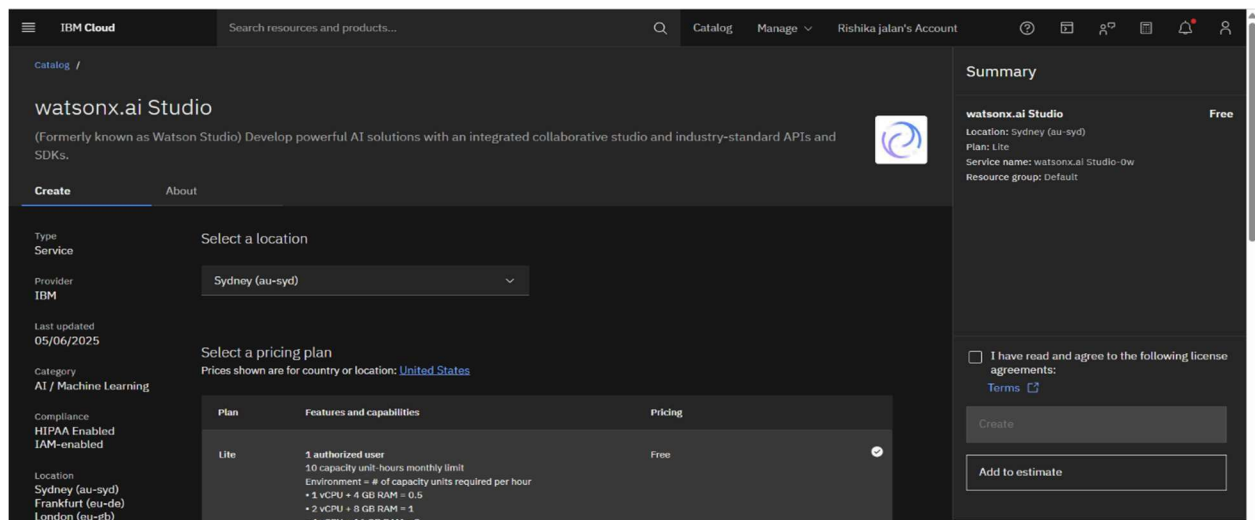 IBM Cloud
Search resources and products...
Catalog
Manage
Rishika jalan's Account
Catalog /
watsonx.ai Studio
(Formerly known as Watson Studio) Develop powerful AI solutions with an integrated collaborative studio and industry-standard APIs and
SDKs.
Create
About
Type
Service
Provider
IBM
Last updated
05/06/2025
Category
AI / Machine Learning
Compliance
HIPAA Enabled
IAM-enabled
Location
Sydney (au-syd)
Frankfurt (eu-de)
London (eu-gb)
Select a location
Sydney (au-syd)
Select a pricing plan
Prices shown are for country or location: United States
Plan
Features and capabilities
Pricing
Lite
1 authorized user
Free
10 capacity unit-hours monthly limit
Environment = # of capacity units required per hour
• 1 vCPU + 4 GB RAM = 0.5
• 2 vCPU + 8 GB RAM = 1
Summary
watsonx.ai Studio
Free
Location: Sydney (au-syd)
Plan: Lite
Service name: watsonx.ai Studio-0w
Resource group: Default
I have read and agree to the following license
agreements:
Terms
Create
Add to estimate